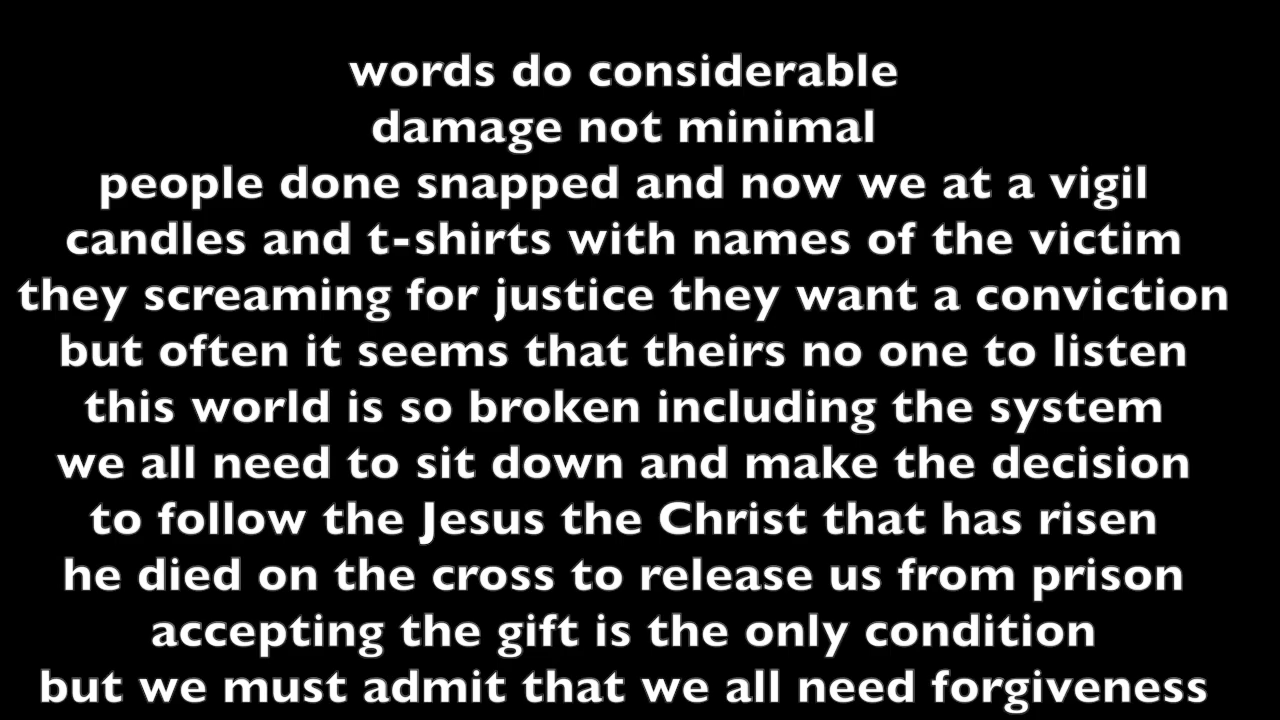 words do considerable
damage not minimal
people done snapped and now we at a vigil
candles and t-shirts with names of the victim
they screaming for justice they want a conviction
but often it seems that theirs no one to listen
this world is so broken including the system
we all need to sit down and make the decision
to follow the Jesus the Christ that has risen
he died on the cross to release us from prison
accepting the gift is the only condition
but we must admit that we all need forgiveness